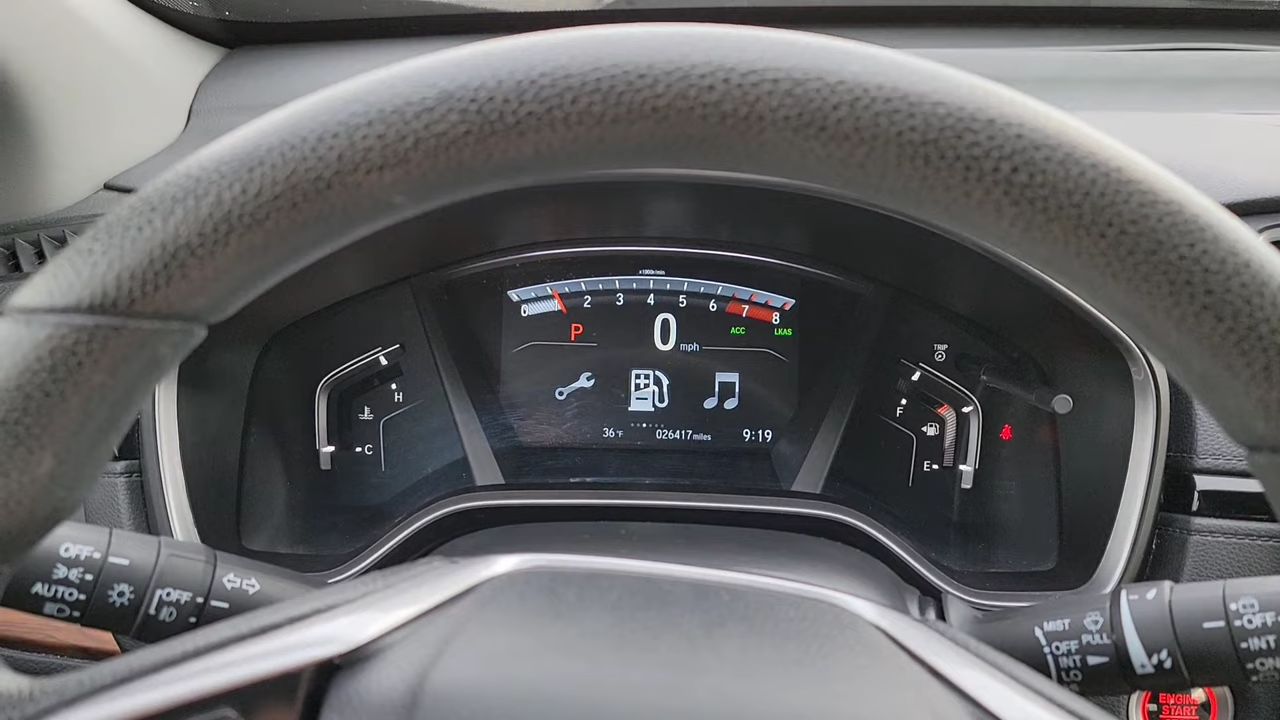 x1000r/min
0 1 2 3 4 5 6 7 8
P
0 mph
ACC
LKAS
TRIP
H
C
F
E
36 °F
026417 miles
9:19
OFF
AUTO
OFF
MIST
OFF
INT
LO
PULL
OFF
INT
ON
ENGINE
START